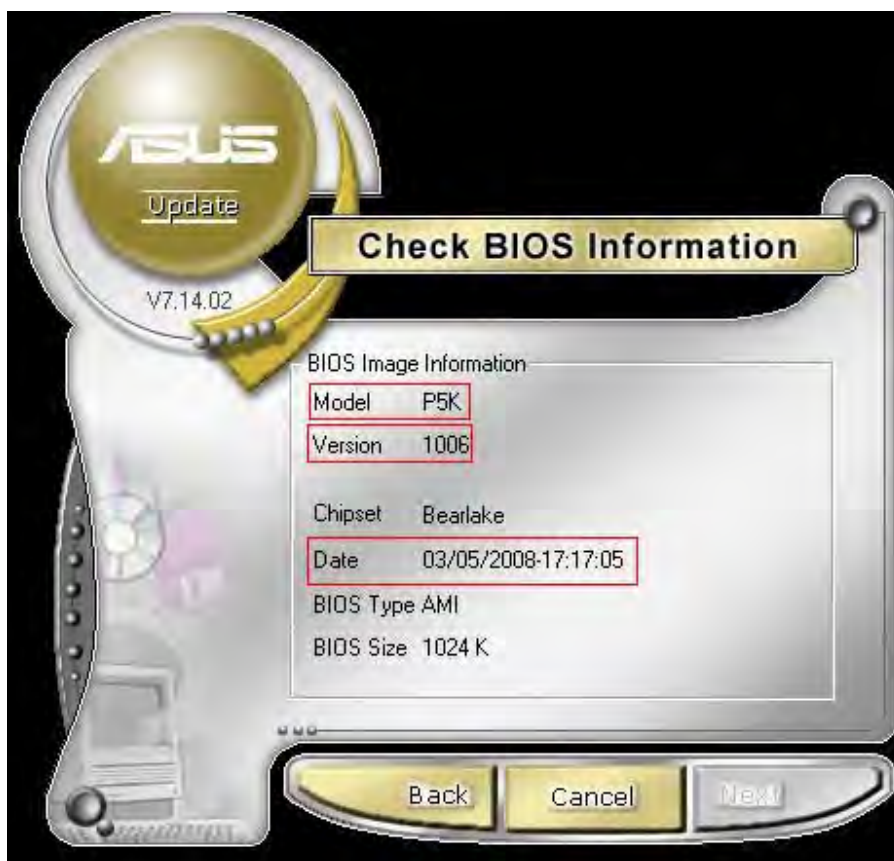 ASUS
Update
V7.14.02
Check BIOS Information
BIOS Image Information
Model P5K
Version 1006
Chipset Bearlake
Date 03/05/2008-17:17:05
BIOS Type AMI
BIOS Size 1024 K
Back Cancel Next